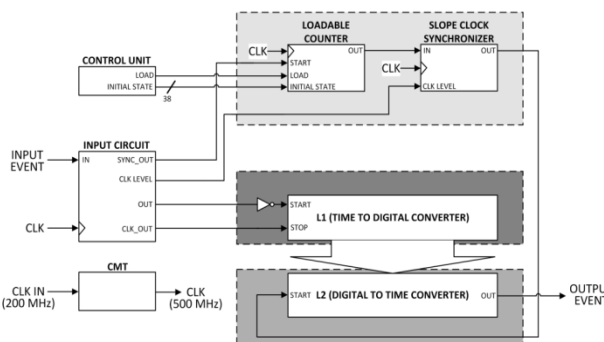 LOADABLE
COUNTER
SLOPE CLOCK
SYNCHRONIZER
CLK
OUT
START
LOAD
INITIAL STATE
IN
OUT
CLK
CLK LEVEL
CONTROL UNIT
LOAD
INITIAL STATE
38
INPUT CIRCUIT
INPUT
EVENT
IN
SYNC_OUT
CLK LEVEL
OUT
CLK
CLK_OUT
START
L1 (TIME TO DIGITAL CONVERTER)
STOP
CMT
CLK IN
(200 MHz)
CLK
(500 MHz)
START
L2 (DIGITAL TO TIME CONVERTER)
OUT
OUTPU
EVENT